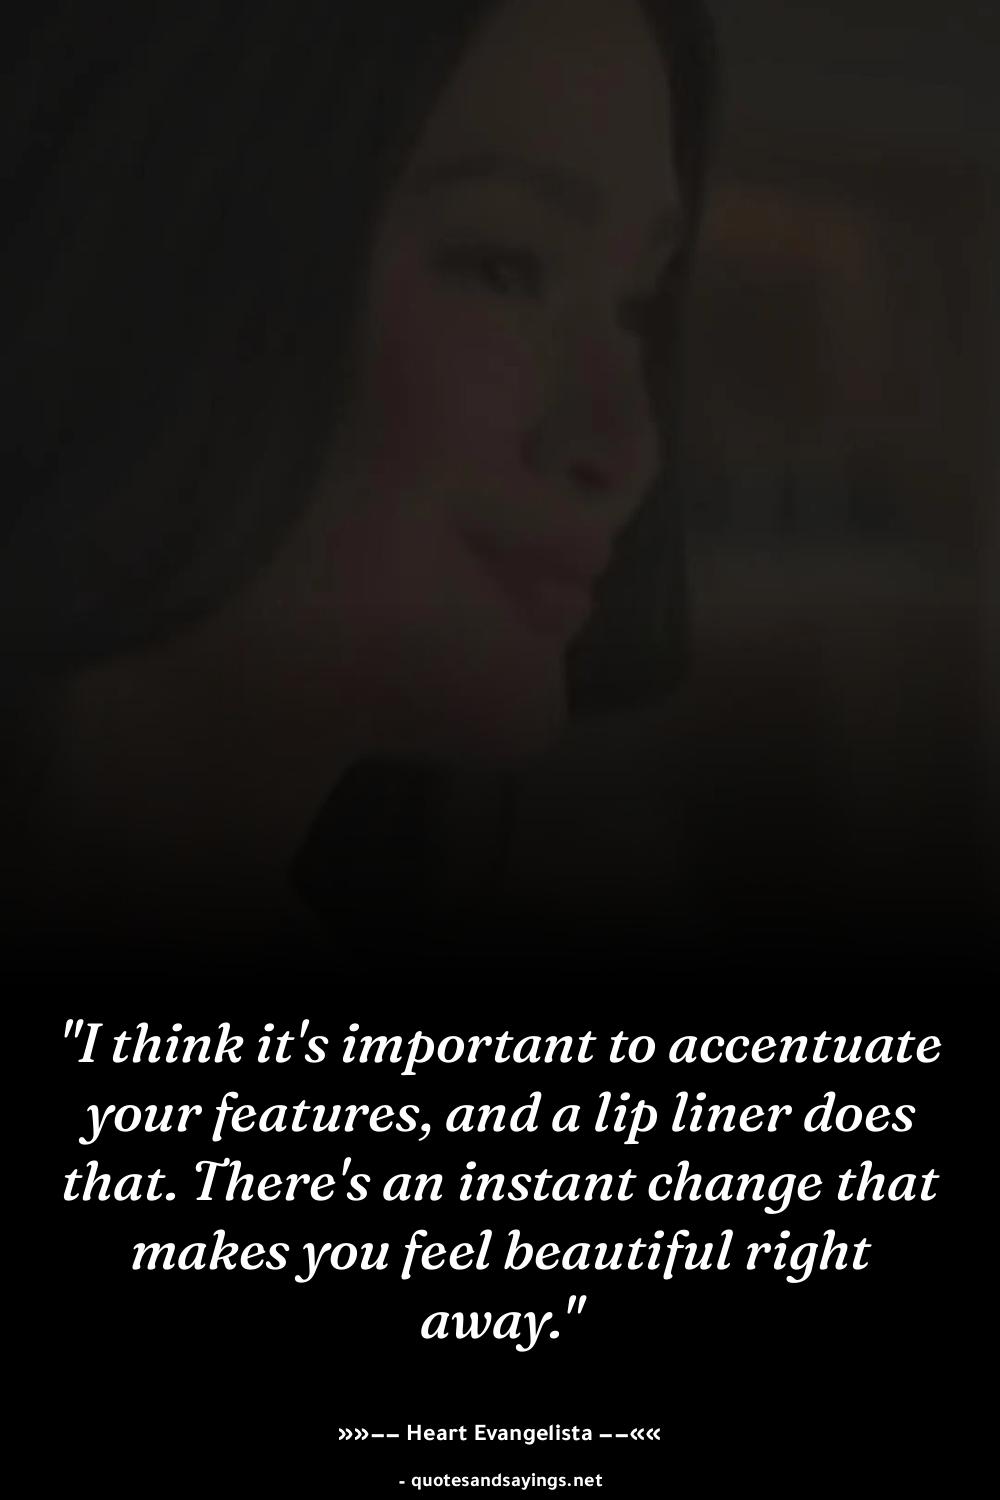 "I think it's important to accentuate
your features, and a lip liner does
that. There's an instant change that
makes you feel beautiful right
away."
»»−− Heart Evangelista −−««
- quotesandsayings.net